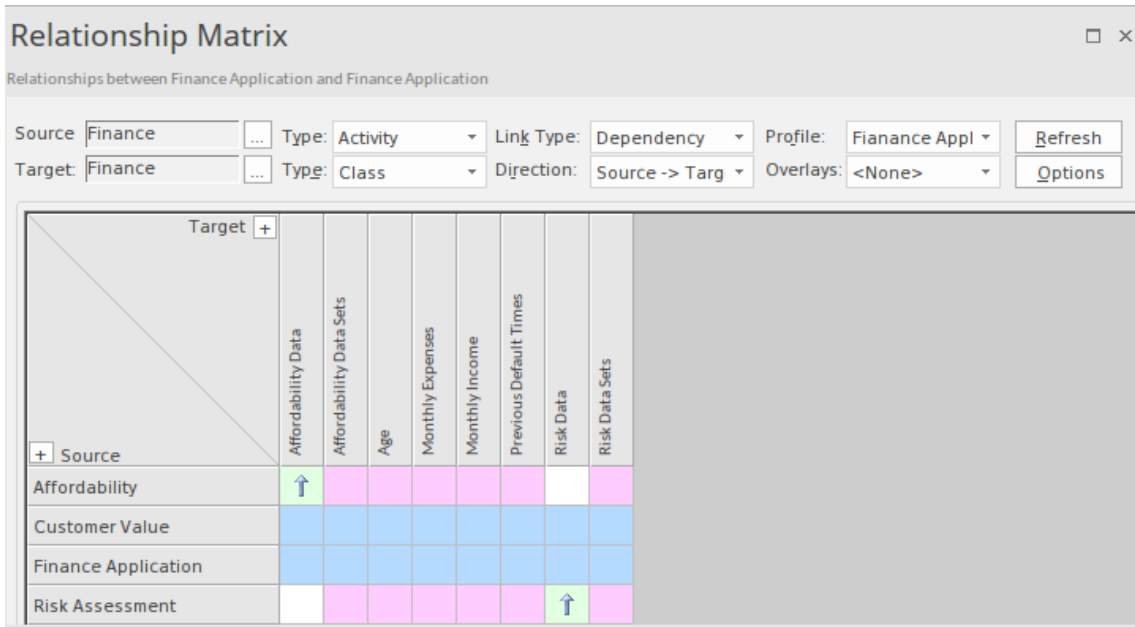 Relationship Matrix
Relationships between Finance Application and Finance Application
Source Finance ... Type: Activity Link Type: Dependency Profile: Fianance Appl Refresh
Target: Finance ... Type: Class Direction: Source -> Targ Overlays: <None> Options
Target +
+ Source
Affordability Data
Affordability Data Sets
Age
Monthly Expenses
Monthly Income
Previous Default Times
Risk Data
Risk Data Sets
Affordability
Customer Value
Finance Application
Risk Assessment